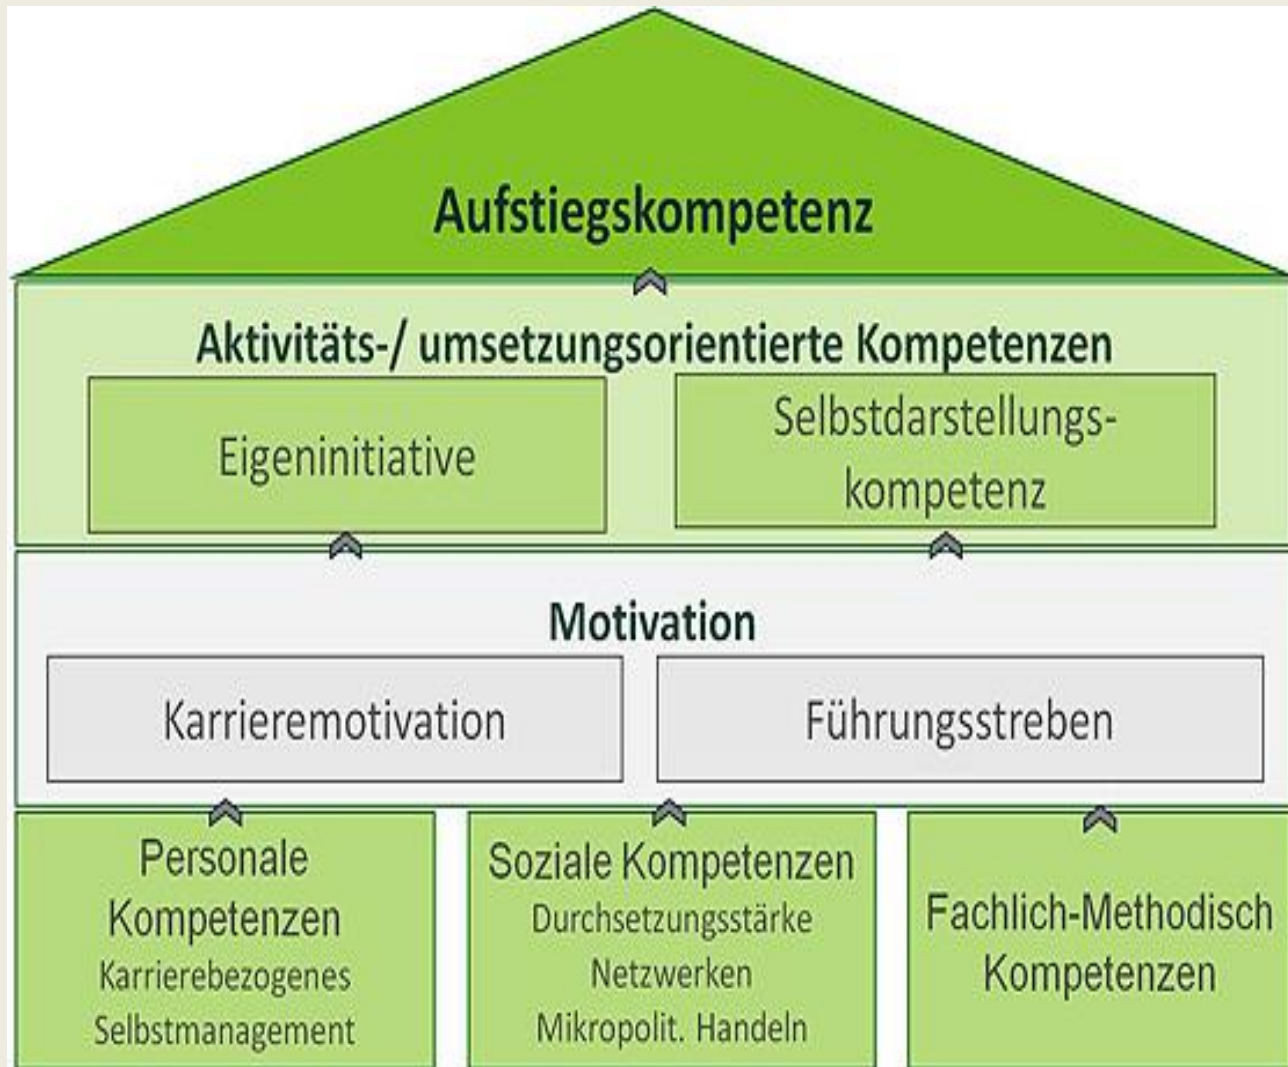 Aufstiegskompetenz
Aktivitäts-/ umsetzungsorientierte Kompetenzen
Eigeninitiative
Selbstdarstellungs-
kompetenz
Motivation
Karrieremotivation
Führungsstreben
Personale
Kompetenzen
Karrierebezogenes
Selbstmanagement
Soziale Kompetenzen
Durchsetzungsstärke
Netzwerken
Mikropolit. Handeln
Fachlich-Methodisch
Kompetenzen